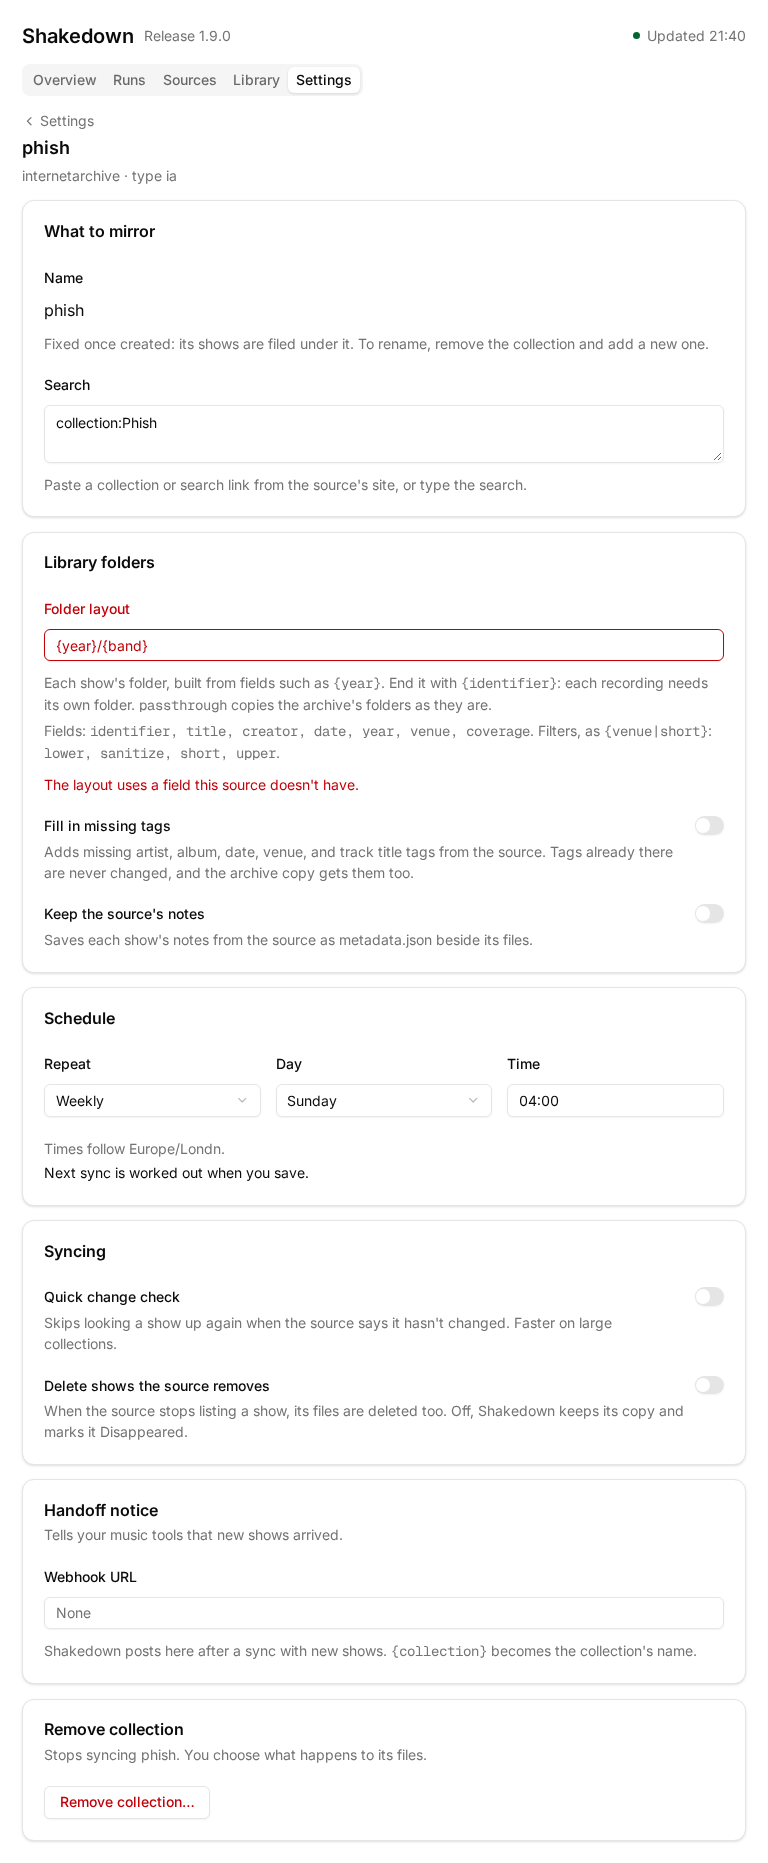 Shakedown Release 1.9.0 Updated 21:40
Overview Runs Sources Library Settings
Settings
phish
internetarchive · type ia
What to mirror
Name
phish
Fixed once created: its shows are filed under it. To rename, remove the collection and add a new one.
Search
collection:Phish
Paste a collection or search link from the source's site, or type the search.
Library folders
Folder layout
{year}/{band}
Each show's folder, built from fields such as {year}. End it with {identifier}: each recording needs
its own folder. passthrough copies the archive's folders as they are.
Fields: identifier, title, creator, date, year, venue, coverage. Filters, as {venue|short}:
lower, sanitize, short, upper.
The layout uses a field this source doesn't have.
Fill in missing tags
Adds missing artist, album, date, venue, and track title tags from the source. Tags already there
are never changed, and the archive copy gets them too.
Keep the source's notes
Saves each show's notes from the source as metadata.json beside its files.
Schedule
Repeat Day Time
Weekly Sunday 04:00
Times follow Europe/Londn.
Next sync is worked out when you save.
Syncing
Quick change check
Skips looking a show up again when the source says it hasn't changed. Faster on large
collections.
Delete shows the source removes
When the source stops listing a show, its files are deleted too. Off, Shakedown keeps its copy and
marks it Disappeared.
Handoff notice
Tells your music tools that new shows arrived.
Webhook URL
None
Shakedown posts here after a sync with new shows. {collection} becomes the collection's name.
Remove collection
Stops syncing phish. You choose what happens to its files.
Remove collection...